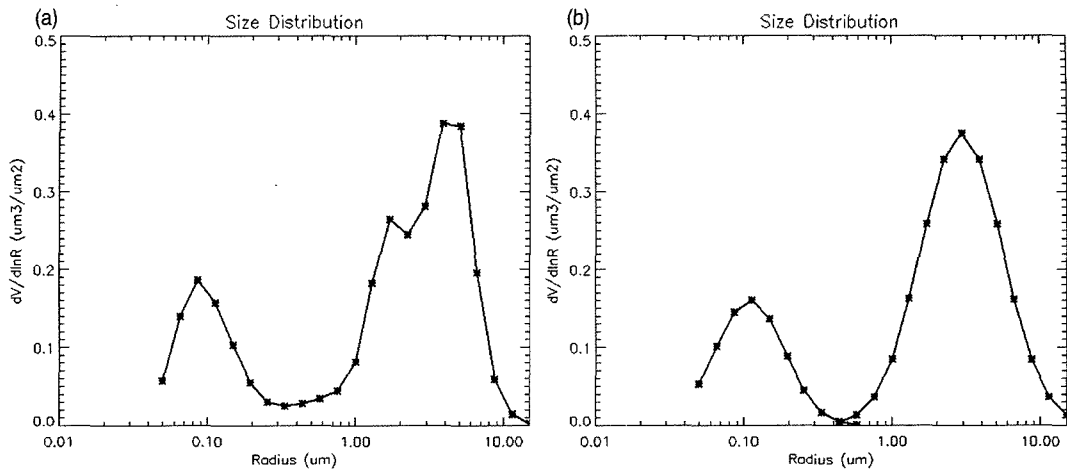 (a)
Size Distribution
dV/dlnR (um3/um2)
0.5
0.4
0.3
0.2
0.1
0.0
0.01
0.10
1.00
10.00
Radius (um)
(b)
Size Distribution
dV/dlnR (um3/um2)
0.5
0.4
0.3
0.2
0.1
0.0
0.01
0.10
1.00
10.00
Radius (um)